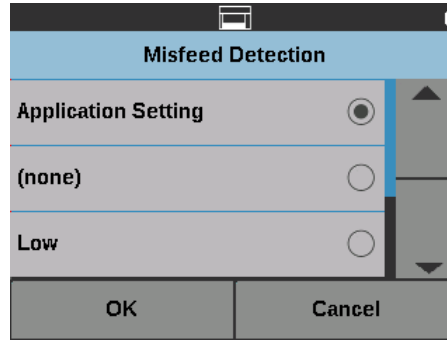 Misfeed Detection
Application Setting
(none)
Low
OK
Cancel